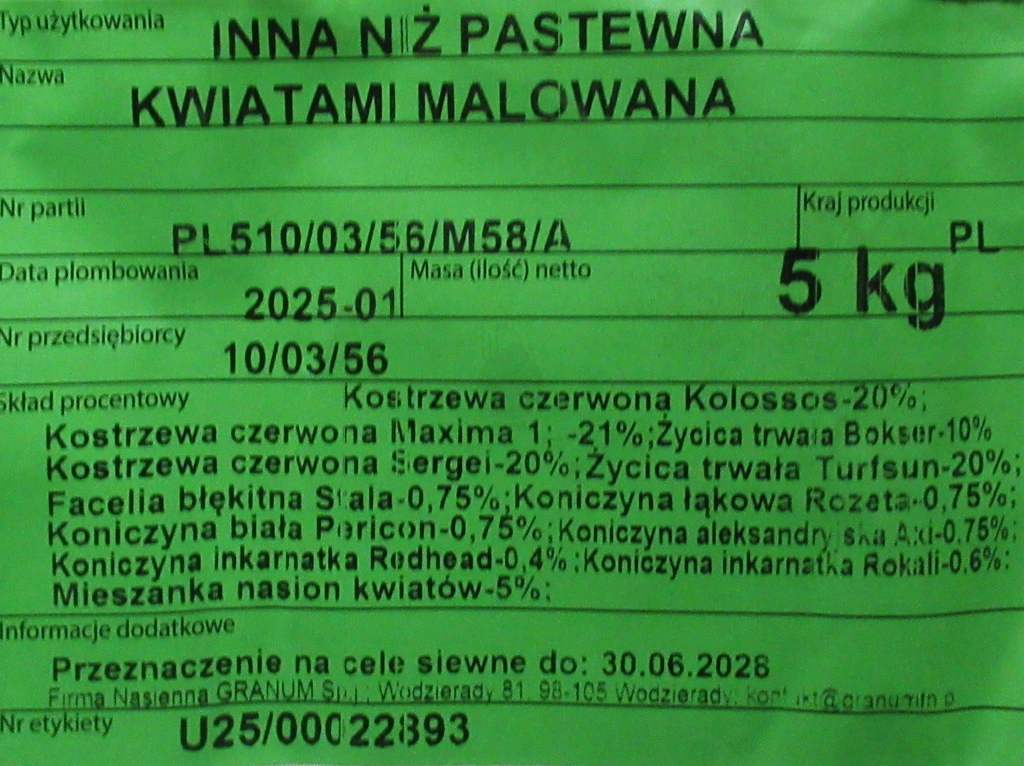 Typ użytkowania
INNA NIŻ PASTEWNA
Nazwa
KWIATAMI MALOWANA
Nr partii
Kraj produkcji
PL510/03/56/M58/A
PL
Data plombowania
Masa (ilość) netto
2025-01
5 kg
Nr przedsiębiorcy
10/03/56
Skład procentowy
Kostrzewa czerwona Kolossos-20%;
Kostrzewa czerwona Maxima 1; -21%;Życica trwała Bokser-10%
Kostrzewa czerwona Sergei-20%;Życica trwała Turfsun-20%;
Facelia błękitna Stala-0,75%;Koniczyna łąkowa Rozeta-0,75%;
Koniczyna biała Pericon-0,75%;Koniczyna aleksandryjska Axi-0,75%;
Koniczyna inkarnatka Redhead-0,4%;Koniczyna inkarnatka Rokali-0,6%;
Mieszanka nasion kwiatów-5%;
Informacje dodatkowe
Przeznaczenie na cele siewne do: 30.06.2028
Firma Nasienna GRANUM Sp.j.; Wodzierady 81, 98-105 Wodzierady;
Nr etykiety
U25/00022893